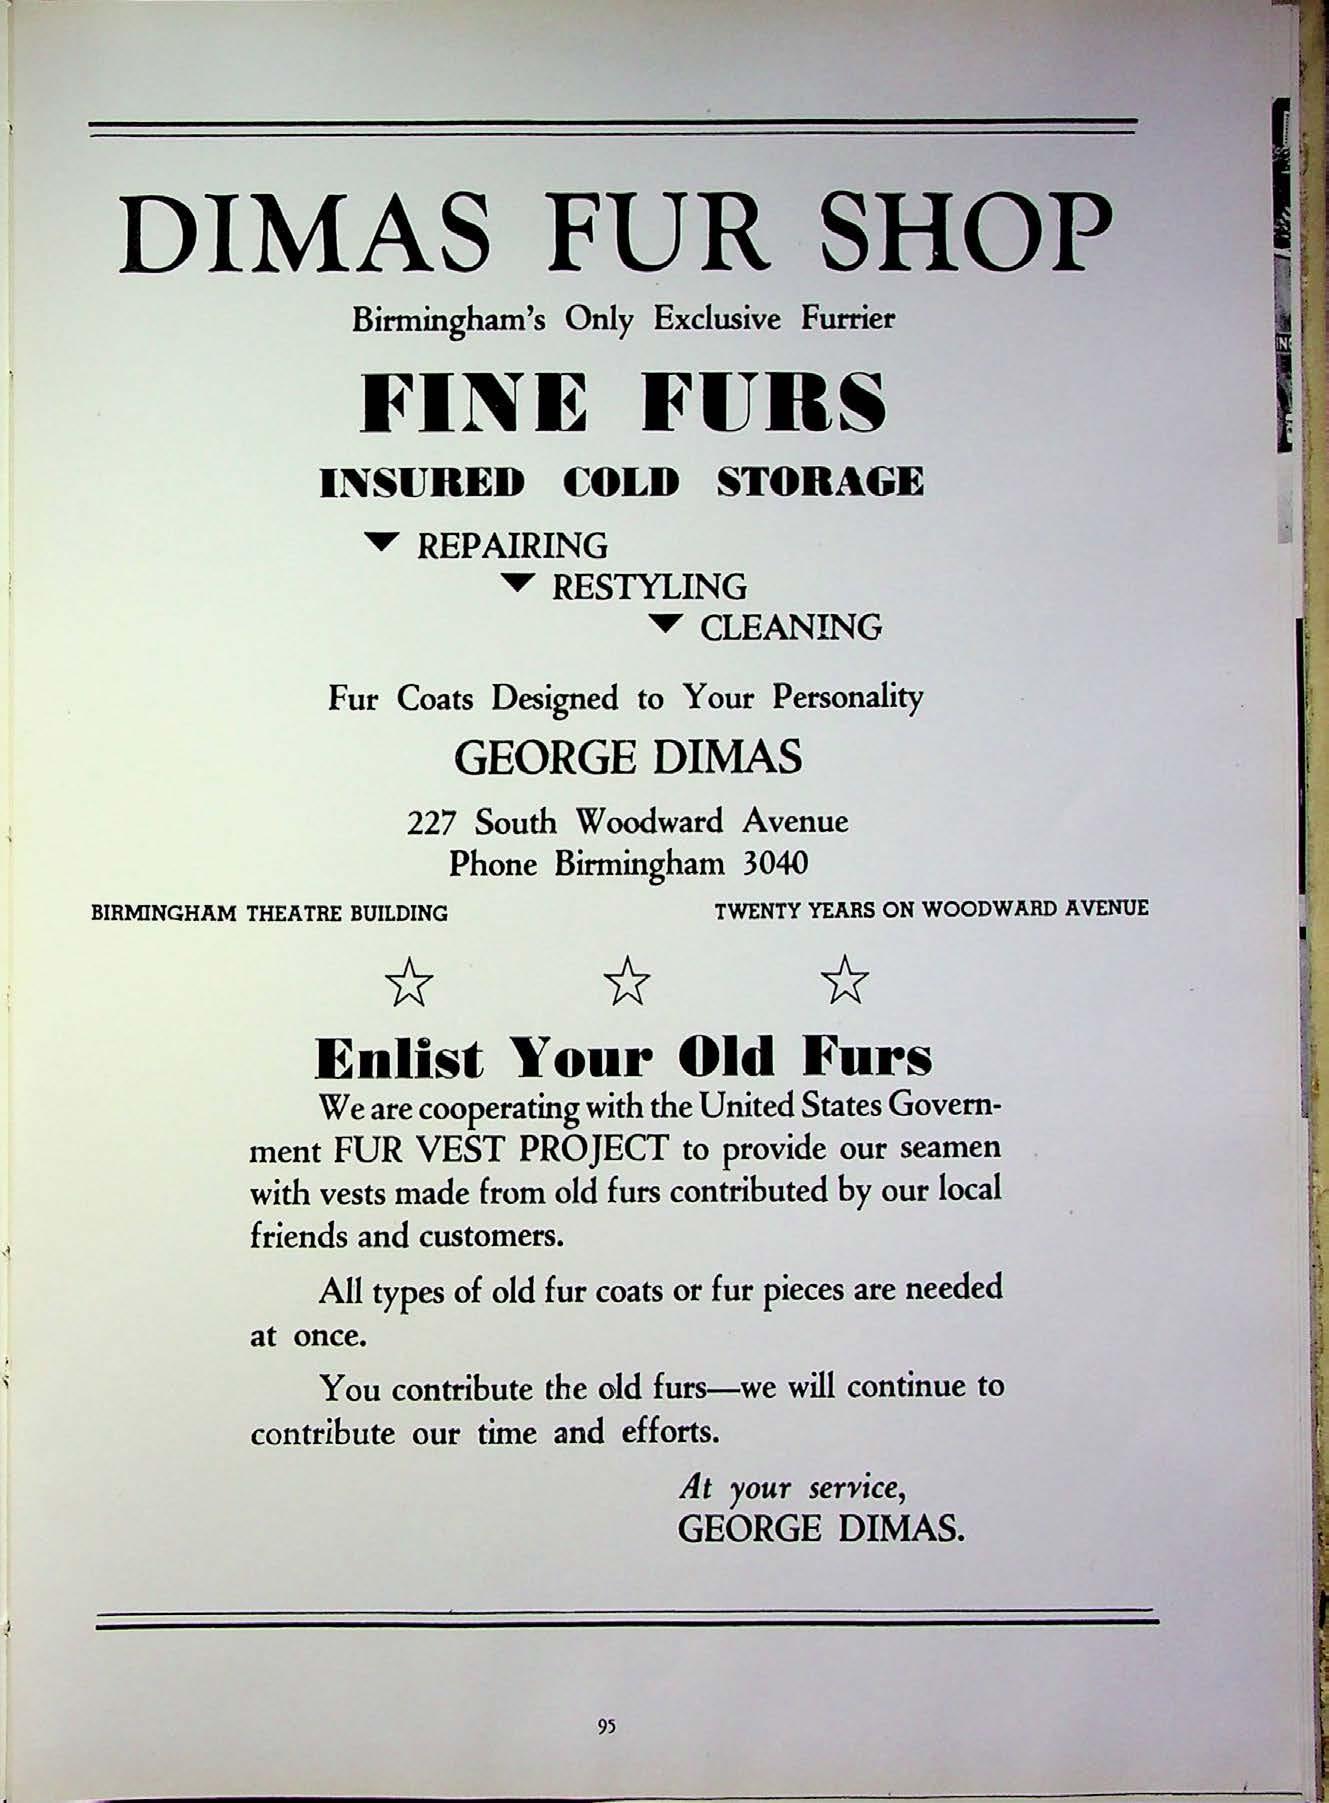 DIMAS FUR SHOP
Birmingham's Only Exclusive Furrier
FINE FURS
INSURED COLD STORAGE
▼ REPAIRING
▼ RESTYLING
▼ CLEANING
Fur Coats Designed to Your Personality
GEORGE DIMAS
227 South Woodward Avenue
Phone Birmingham 3040
BIRMINGHAM THEATRE BUILDING
TWENTY YEARS ON WOODWARD AVENUE
Enlist Your Old Furs
We are cooperating with the United States Govern-
ment FUR VEST PROJECT to provide our seamen
with vests made from old furs contributed by our local
friends and customers.
All types of old fur coats or fur pieces are needed
at once.
You contribute the old furs—we will continue to
contribute our time and efforts.
At your service,
GEORGE DIMAS.
95